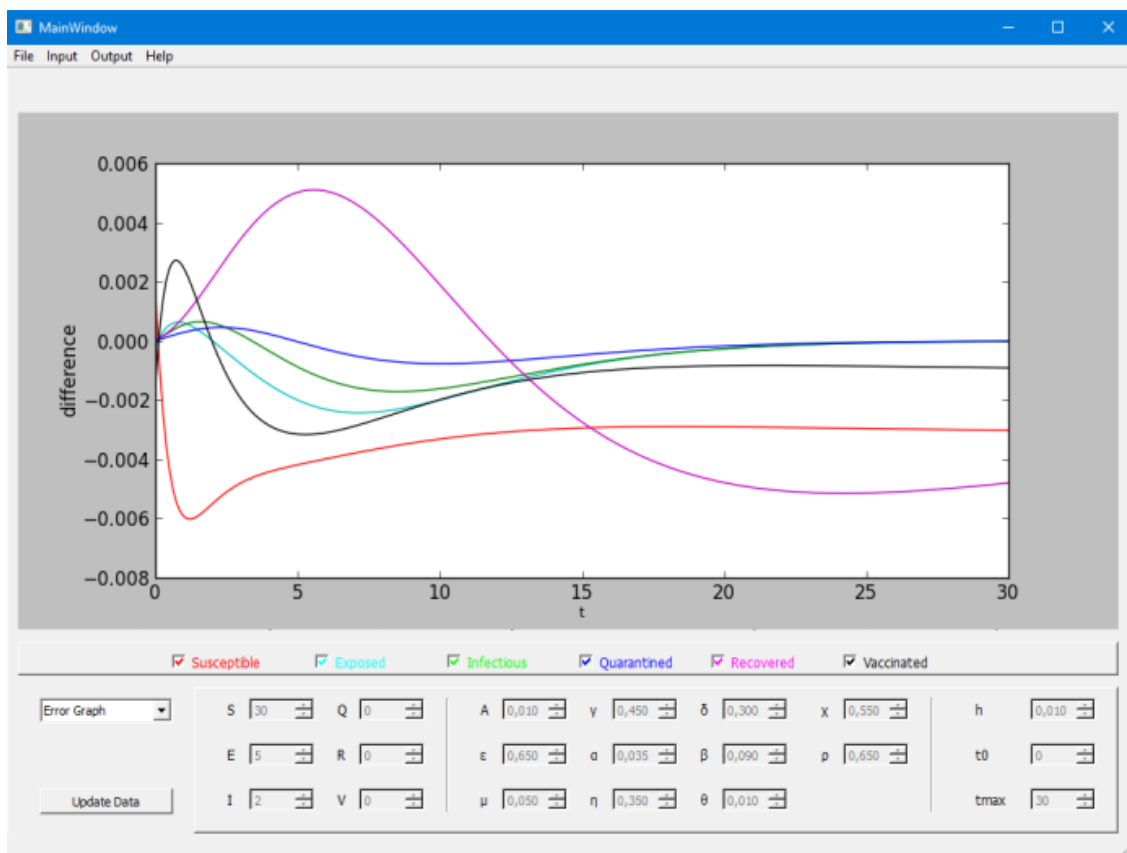 MainWindow
File Input Output Help
0.006
0.004
0.002
0.000
−0.002
−0.004
−0.006
−0.008
difference
0 5 10 15 20 25 30
t
Susceptible Exposed Infectious Quarantined Recovered Vaccinated
Error Graph S 30 Q 0 A 0,010 γ 0,450 δ 0,300 χ 0,550 h 0,010
E 5 R 0 ε 0,650 α 0,035 β 0,090 ρ 0,650 t0 0
Update Data I 2 V 0 μ 0,050 η 0,350 θ 0,010 tmax 30